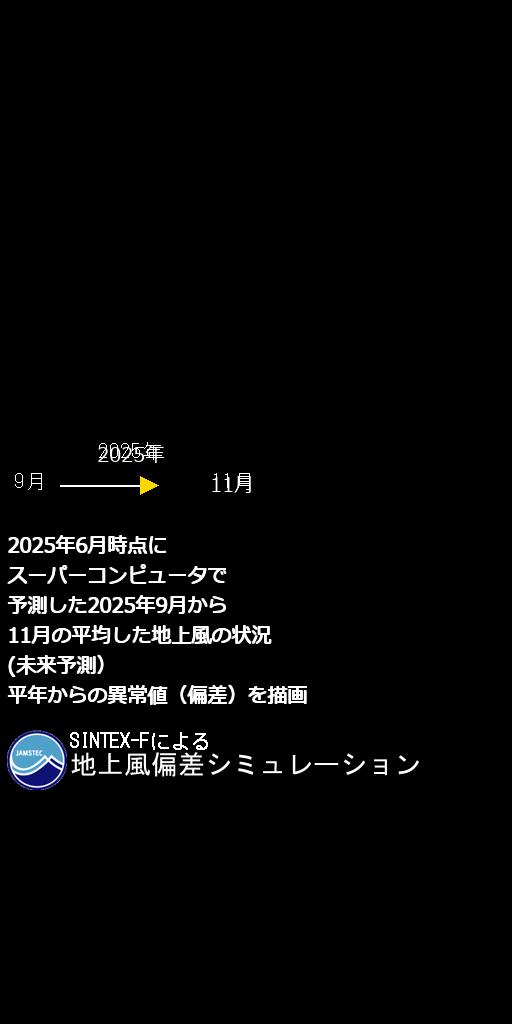 2025年
9月
11月
2025年6月時点に
スーパーコンピュータで
予測した2025年9月から
11月の平均した地上風の状況
(未来予測）
平年からの異常値（偏差）を描画
SINTEX-Fによる
JAMSTEC
地上風偏差シミュレーション